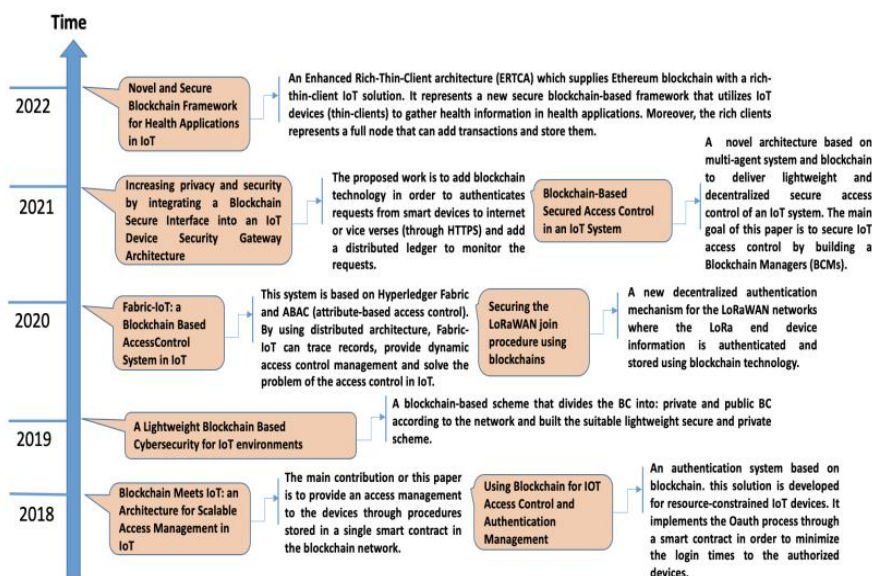 Time
2022
Novel and Secure
Blockchain Framework
for Health Applications
in IoT
An Enhanced Rich-Thin-Client architecture (ERTCA) which supplies Ethereum blockchain with a rich-
thin-client IoT solution. It represents a new secure blockchain-based framework that utilizes IoT
devices (thin-clients) to gather health information in health applications. Moreover, the rich clients
represents a full node that can add transactions and store them.
2021
Increasing privacy and security
by integrating a Blockchain
Secure Interface into an IoT
Device Security Gateway
Architecture
The proposed work is to add blockchain
technology in order to authenticates
requests from smart devices to internet
or vice verses (through HTTPS) and add
a distributed ledger to monitor the
requests.
Blockchain-Based
Secured Access Control
in an IoT System
A novel architecture based on
multi-agent system and blockchain
to deliver lightweight and
decentralized secure access
control of an IoT system. The main
goal of this paper is to secure IoT
access control by building a
Blockchain Managers (BCMs).
2020
Fabric-IoT: a
Blockchain Based
AccessControl
System in IoT
This system is based on Hyperledger Fabric
and ABAC (attribute-based access control).
By using distributed architecture, Fabric-
IoT can trace records, provide dynamic
access control management and solve the
problem of the access control in IoT.
Securing the
LoRaWAN join
procedure using
blockchains
A new decentralized authentication
mechanism for the LoRaWAN networks
where the LoRa end device
information is authenticated and
stored using blockchain technology.
2019
A Lightweight Blockchain Based
Cybersecurity for IoT environments
A blockchain-based scheme that divides the BC into: private and public BC
according to the network and built the suitable lightweight secure and private
scheme.
2018
Blockchain Meets IoT: an
Architecture for Scalable
Access Management in
IoT
The main contribution or this paper
is to provide an access management
to the devices through procedures
stored in a single smart contract in
the blockchain network.
Using Blockchain for IOT
Access Control and
Authentication
Management
An authentication system based on
blockchain. this solution is developed
for resource-constrained IoT devices. It
implements the Oauth process through
a smart contract in order to minimize
the login times to the authorized
devices.